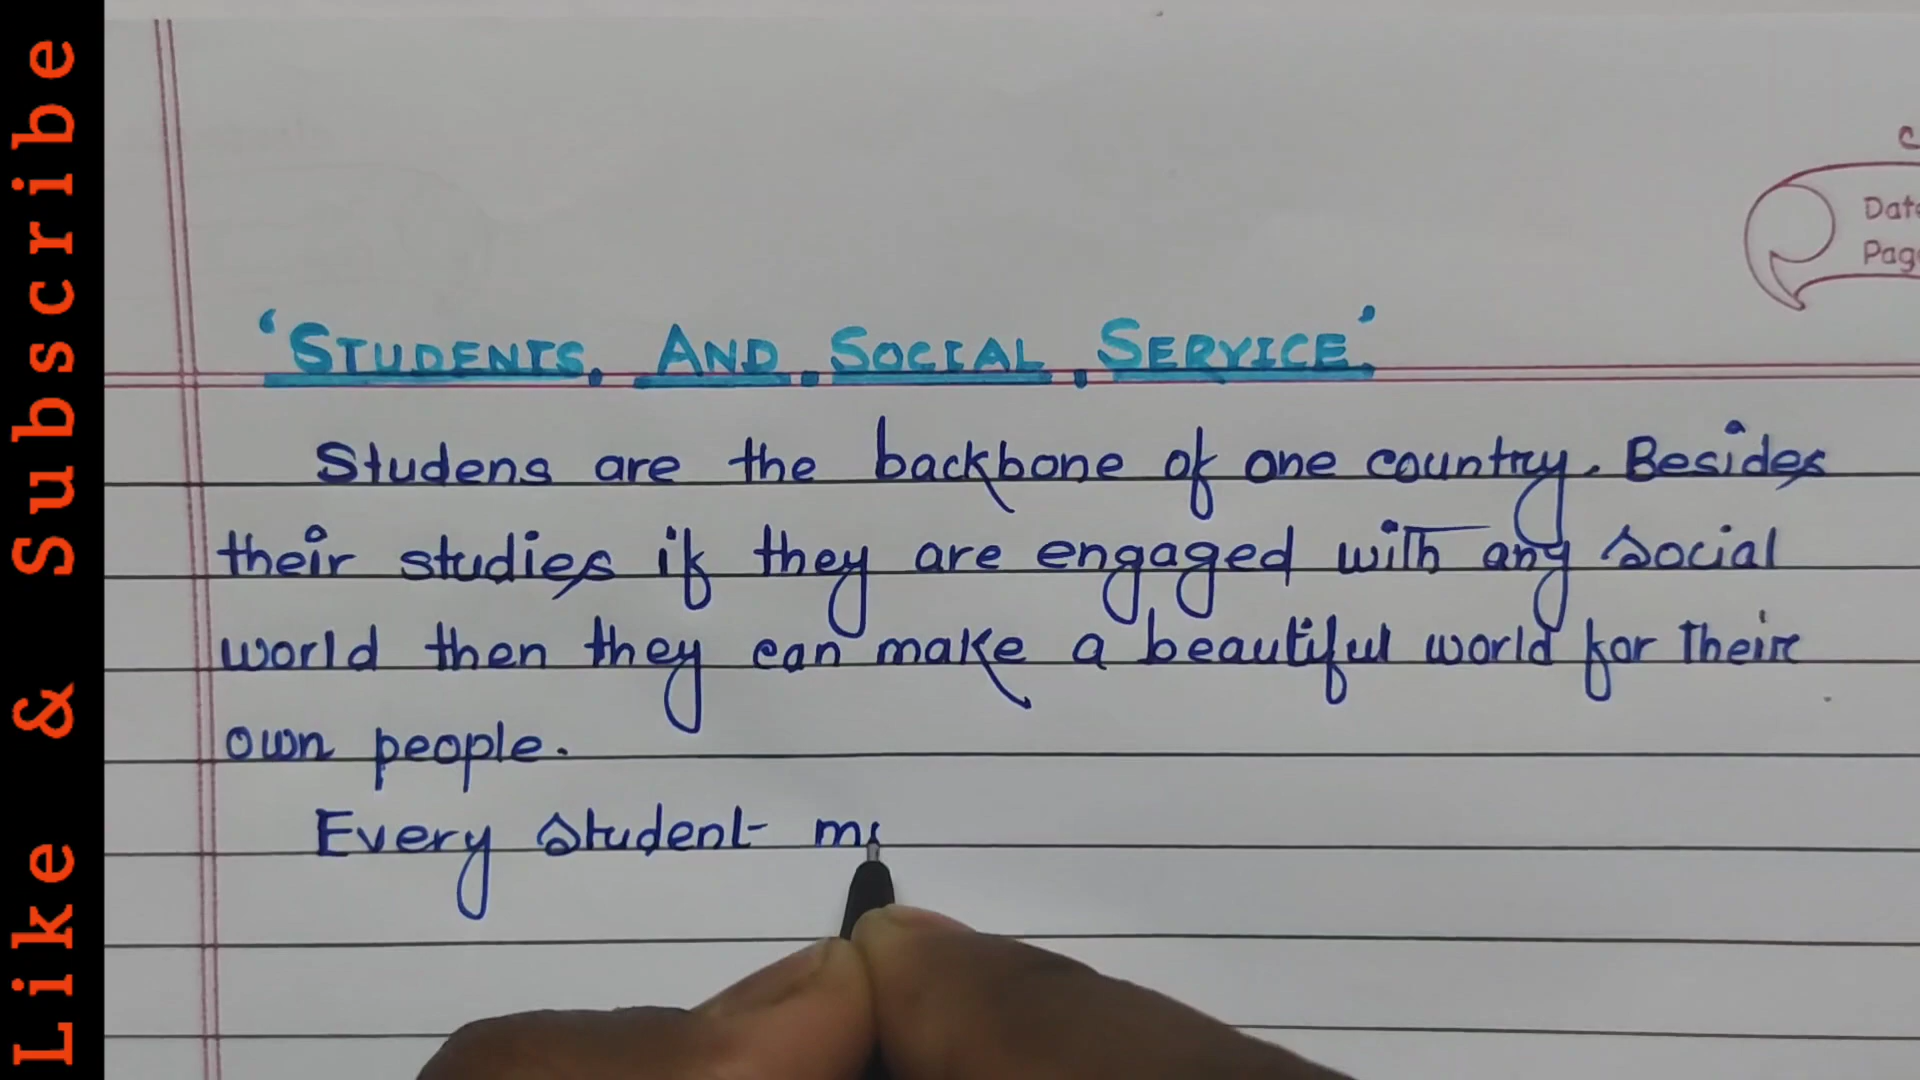 Like & Subscribe
Date
Page
'STUDENTS AND SOCIAL SERVICE'
Studens are the backbone of one country. Besides
their studies if they are engaged with any social
world then they can make a beautiful world for their
own people.
Every student